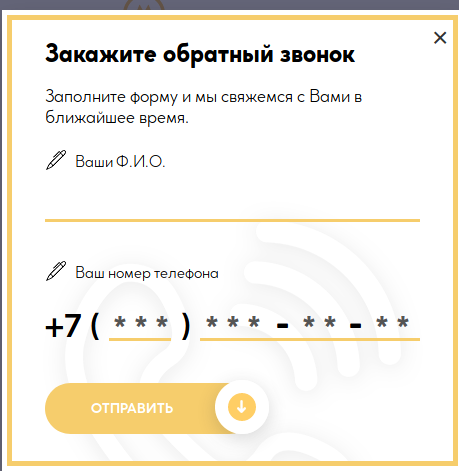 Закажите обратный звонок
Заполните форму и мы свяжемся с Вами в
ближайшее время.
Ваши Ф.И.О.
Ваш номер телефона
+7 ( * * * ) * * * - * * - * *
ОТПРАВИТЬ